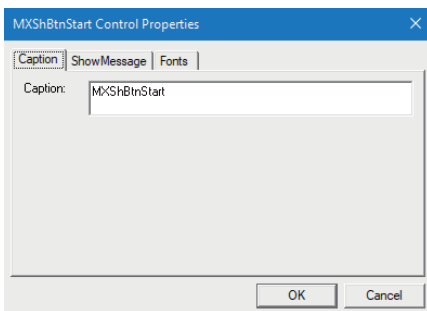 MXShBtnStart Control Properties
Caption ShowMessage Fonts
Caption: MXShBtnStart
OK Cancel